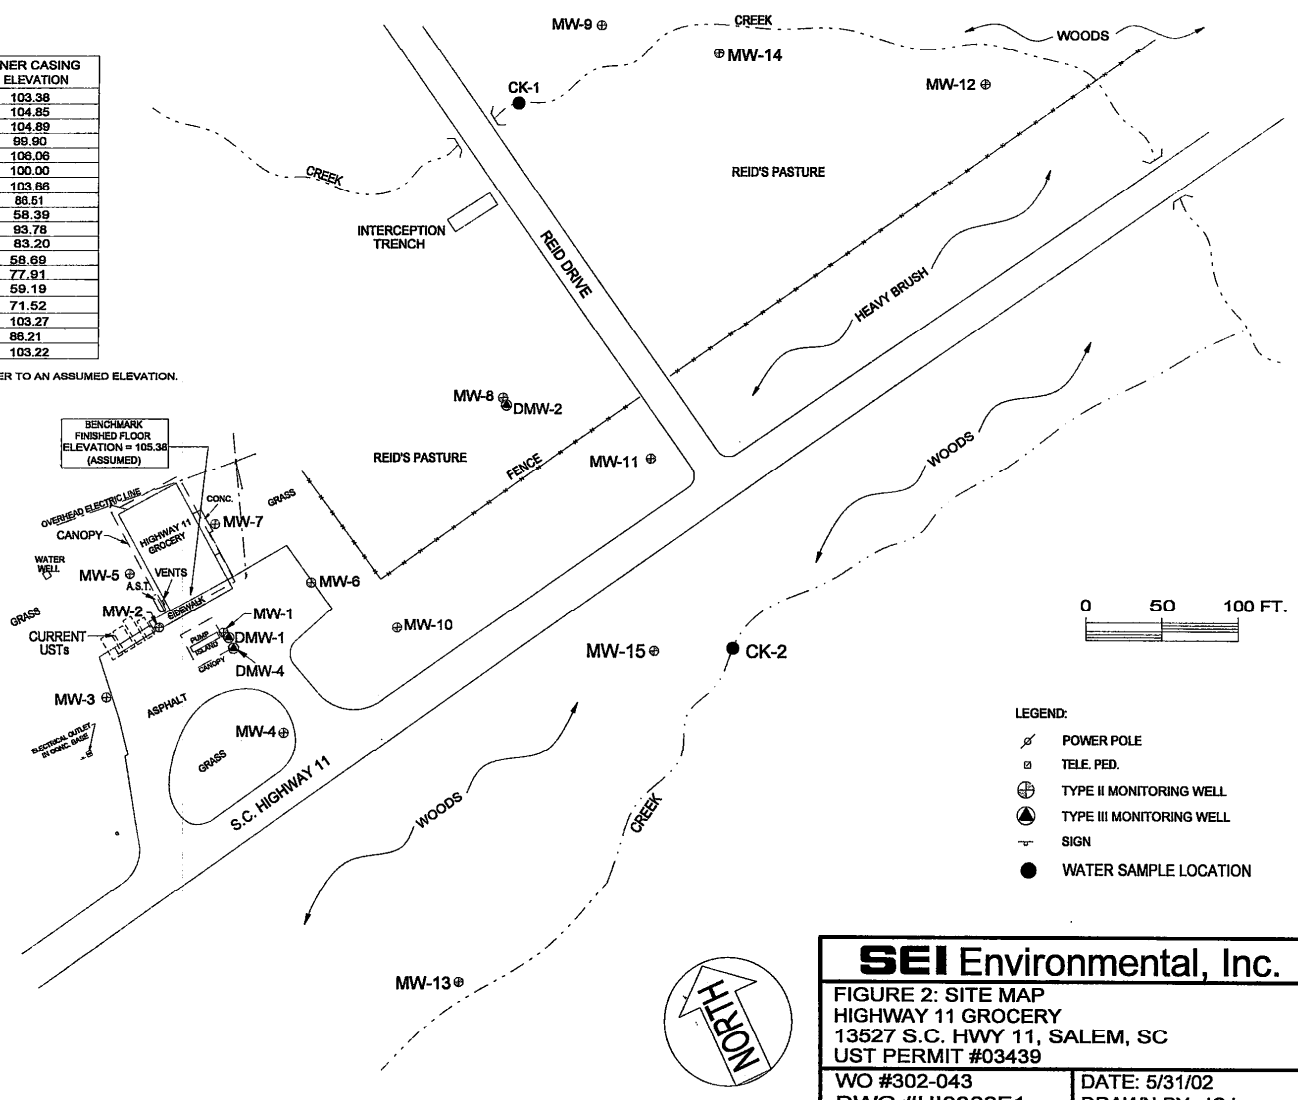 NER CASING
ELEVATION
103.38
104.85
104.89
99.90
106.06
100.00
103.66
86.51
58.39
93.78
83.20
58.69
77.91
59.19
71.52
103.27
86.21
103.22
ER TO AN ASSUMED ELEVATION.
BENCHMARK
FINISHED FLOOR
ELEVATION = 105.38
(ASSUMED)
MW-9
CREEK
WOODS
MW-14
MW-12
CK-1
CREEK
REID'S PASTURE
INTERCEPTION
TRENCH
REID DRIVE
HEAVY BRUSH
MW-8
DMW-2
REID'S PASTURE
FENCE
MW-11
WOODS
OVERHEAD ELECTRIC LINE
CONC.
GRASS
CANOPY
HIGHWAY 11
GROCERY
MW-7
WATER
WELL
MW-5
A.S.T.
VENTS
MW-6
GRASS
MW-2
SIDEWALK
MW-1
CURRENT
USTs
PUMP
ISLAND
DMW-1
CANOPY
DMW-4
MW-10
MW-15
CK-2
MW-3
ASPHALT
ELECTRICAL OUTLET
IN CONC. BASE
MW-4
GRASS
S.C. HIGHWAY 11
WOODS
CREEK
MW-13
0 50 100 FT.
LEGEND:
POWER POLE
TELE. PED.
TYPE II MONITORING WELL
TYPE III MONITORING WELL
SIGN
WATER SAMPLE LOCATION
NORTH
SEI Environmental, Inc.
FIGURE 2: SITE MAP
HIGHWAY 11 GROCERY
13527 S.C. HWY 11, SALEM, SC
UST PERMIT #03439
WO #302-043
DATE: 5/31/02